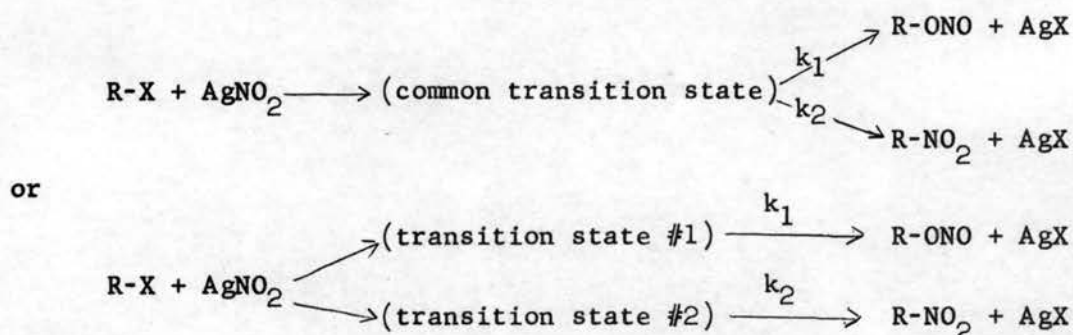 R-ONO + AgX
k1
R-X + AgNO2 (common transition state)
k2
R-NO2 + AgX
or
k1
(transition state #1) R-ONO + AgX
R-X + AgNO2
k2
(transition state #2) R-NO2 + AgX